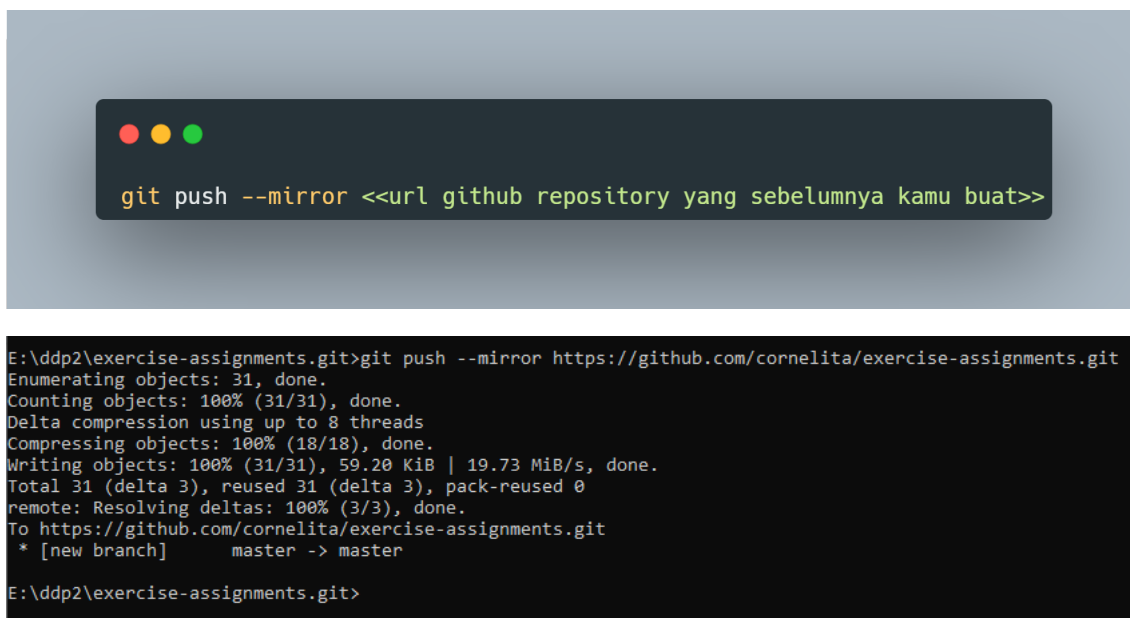 git push --mirror <<url github repository yang sebelumnya kamu buat>>
E:\ddp2\exercise-assignments.git>git push --mirror https://github.com/cornelita/exercise-assignments.git
Enumerating objects: 31, done.
Counting objects: 100% (31/31), done.
Delta compression using up to 8 threads
Compressing objects: 100% (18/18), done.
Writing objects: 100% (31/31), 59.20 KiB | 19.73 MiB/s, done.
Total 31 (delta 3), reused 31 (delta 3), pack-reused 0
remote: Resolving deltas: 100% (3/3), done.
To https://github.com/cornelita/exercise-assignments.git
 * [new branch]      master -> master
E:\ddp2\exercise-assignments.git>